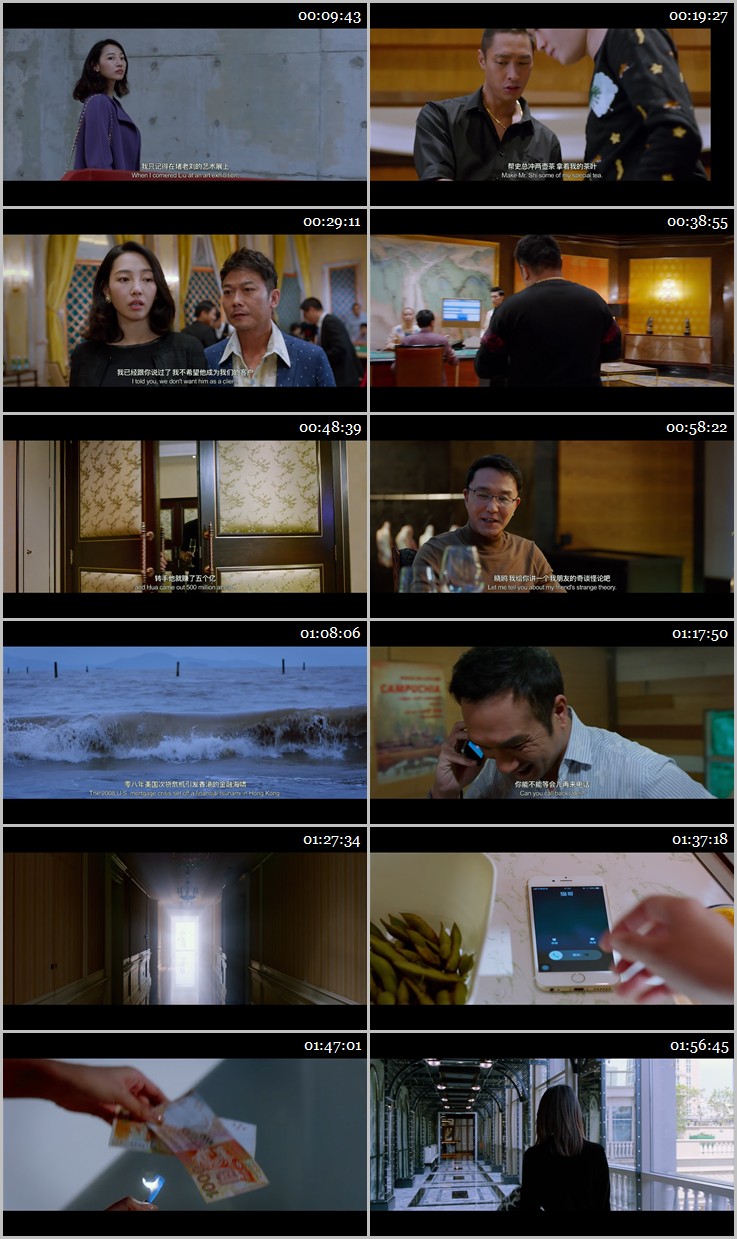 00:09:43
我只记得在堵老刘的艺术展上
When I cornered Liu at an art exhibition
00:19:27
帮史总冲两壶茶 拿着我的茶叶
Make Mr. Shi some of my special tea.
00:29:11
我已经跟你说过了 我不希望他成为我们的客户
I told you, we don't want him as a client
00:38:55
00:48:39
转手他就赚了五个亿
and Hua came out 500 million
00:58:22
晓鸥 我给你讲一个我朋友的奇谈怪论吧
Let me tell you about my friend's strange theory.
01:08:06
零八年美国次贷危机引发香港的金融海啸
The 2008 U.S. mortgage crisis set off a financial tsunami in Hong Kong.
01:17:50
CAMPUCHIA
你能不能等会儿再来电话
Can you call back
01:27:34
01:37:18
01:47:01
100
01:56:45